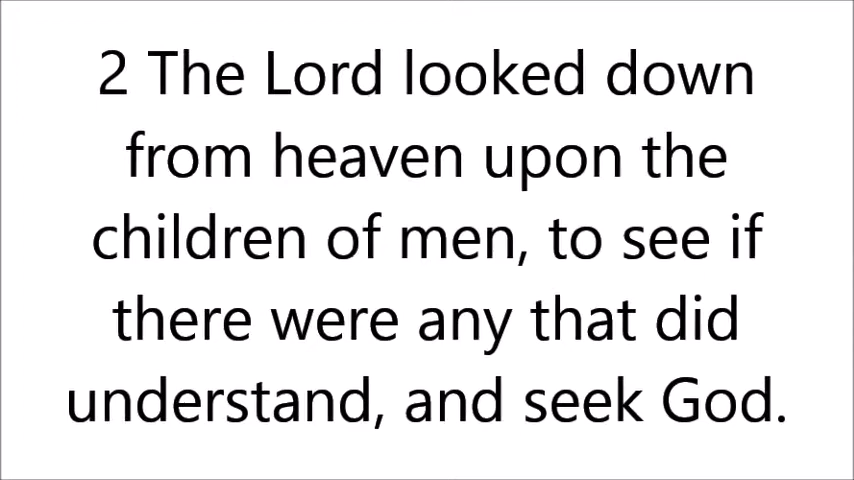 2 The Lord looked down
from heaven upon the
children of men, to see if
there were any that did
understand, and seek God.